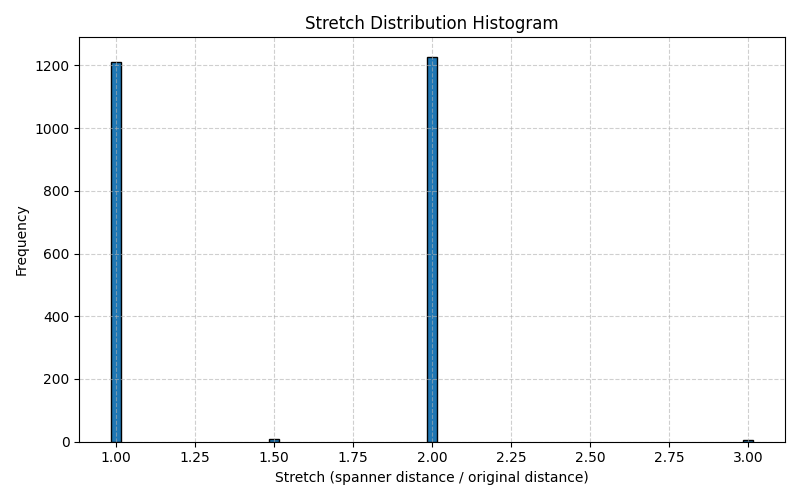 Stretch Distribution Histogram
1200
1000
800
600
400
200
0
Frequency
1.00 1.25 1.50 1.75 2.00 2.25 2.50 2.75 3.00
Stretch (spanner distance / original distance)